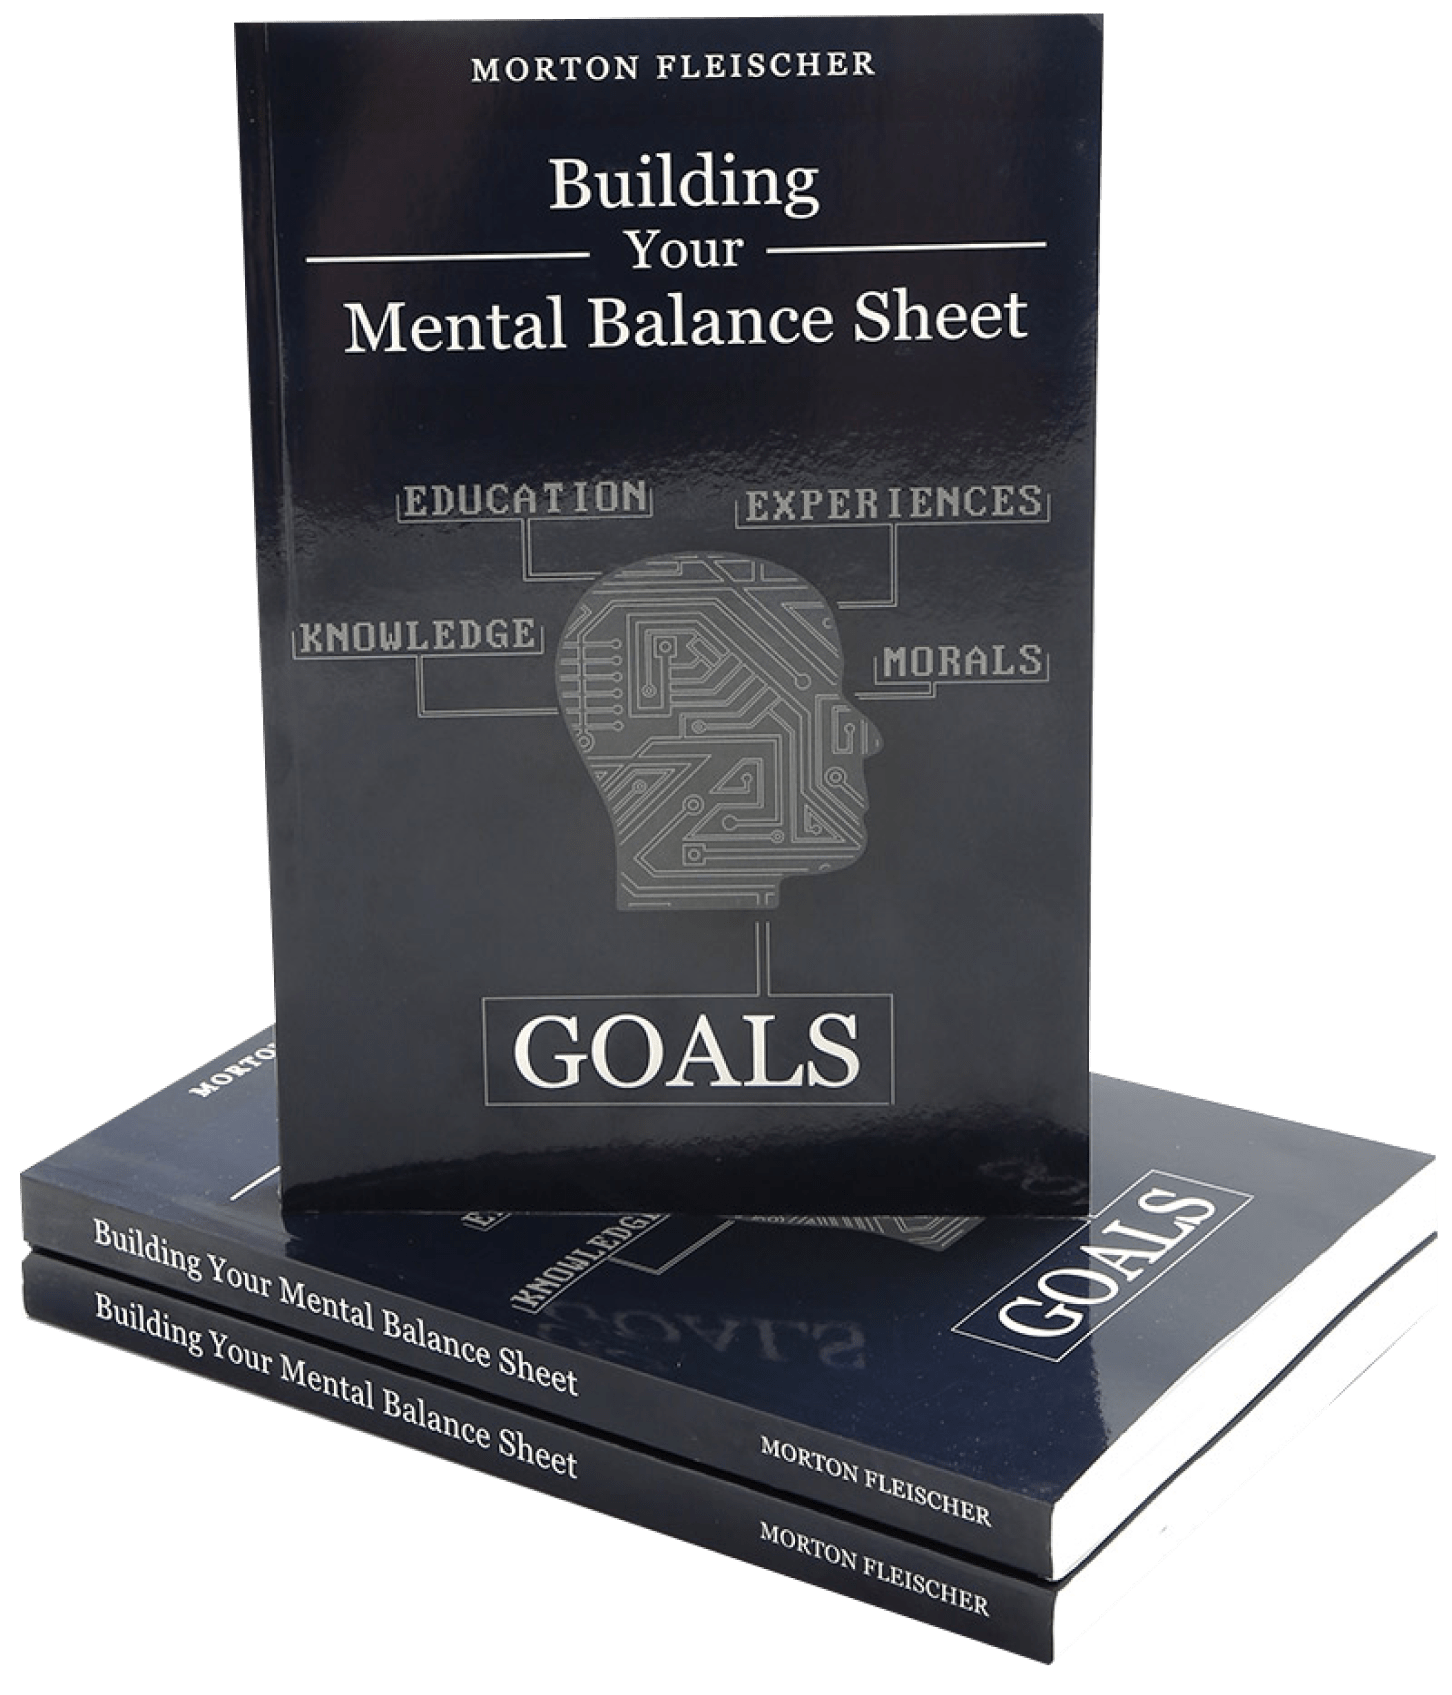 MORTON FLEISCHER
Building
Your
Mental Balance Sheet
EDUCATION
EXPERIENCES
KNOWLEDGE
MORALS
GOALS
KNOWLEDGE
GOALS
GOALS
Building Your Mental Balance Sheet
MORTON FLEISCHER
Building Your Mental Balance Sheet
MORTON FLEISCHER